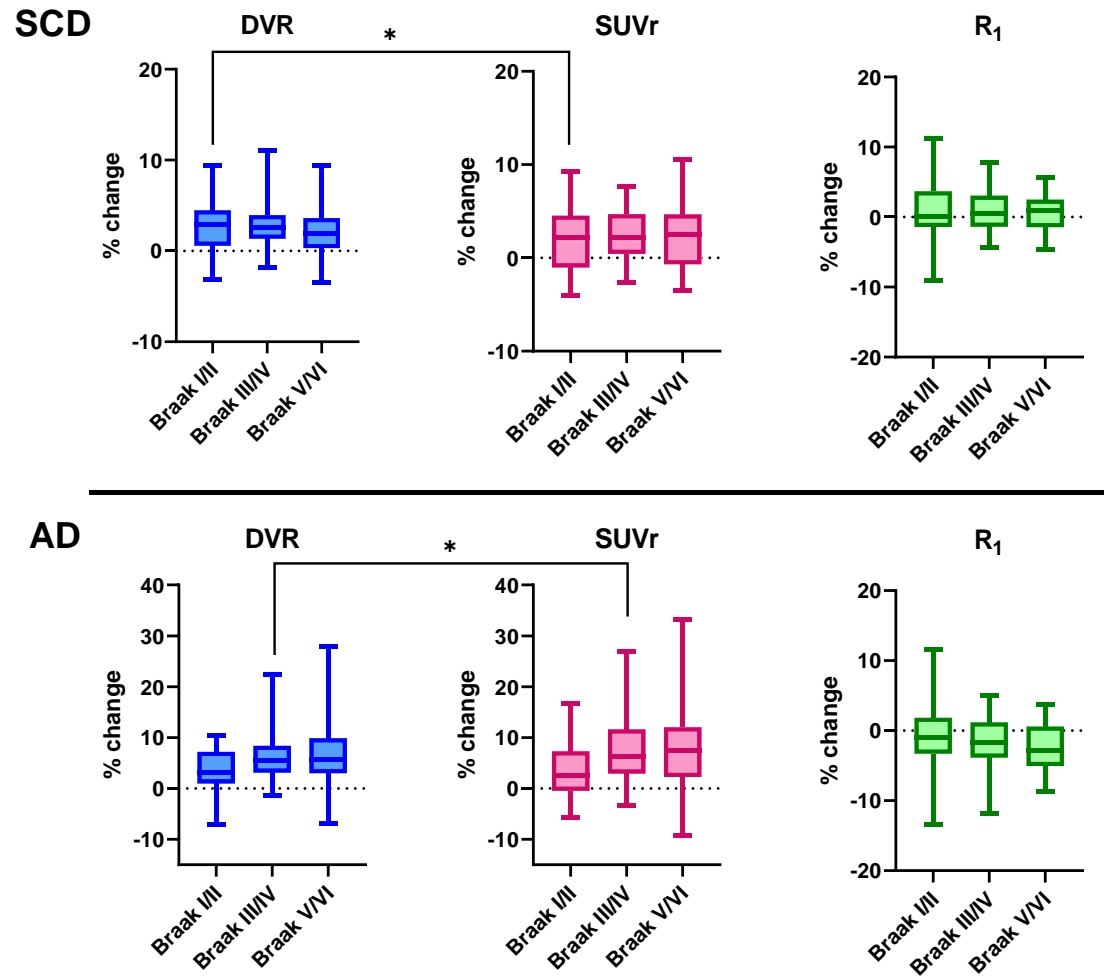 SCD
DVR
*
SUVr
R₁
% change
20
10
0
-10
Braak I/II
Braak III/IV
Braak V/VI
% change
20
10
0
-10
Braak I/II
Braak III/IV
Braak V/VI
% change
20
10
0
-10
-20
Braak I/II
Braak III/IV
Braak V/VI
AD
DVR
*
SUVr
R₁
% change
40
30
20
10
0
-10
Braak I/II
Braak III/IV
Braak V/VI
% change
40
30
20
10
0
-10
Braak I/II
Braak III/IV
Braak V/VI
% change
20
10
0
-10
-20
Braak I/II
Braak III/IV
Braak V/VI